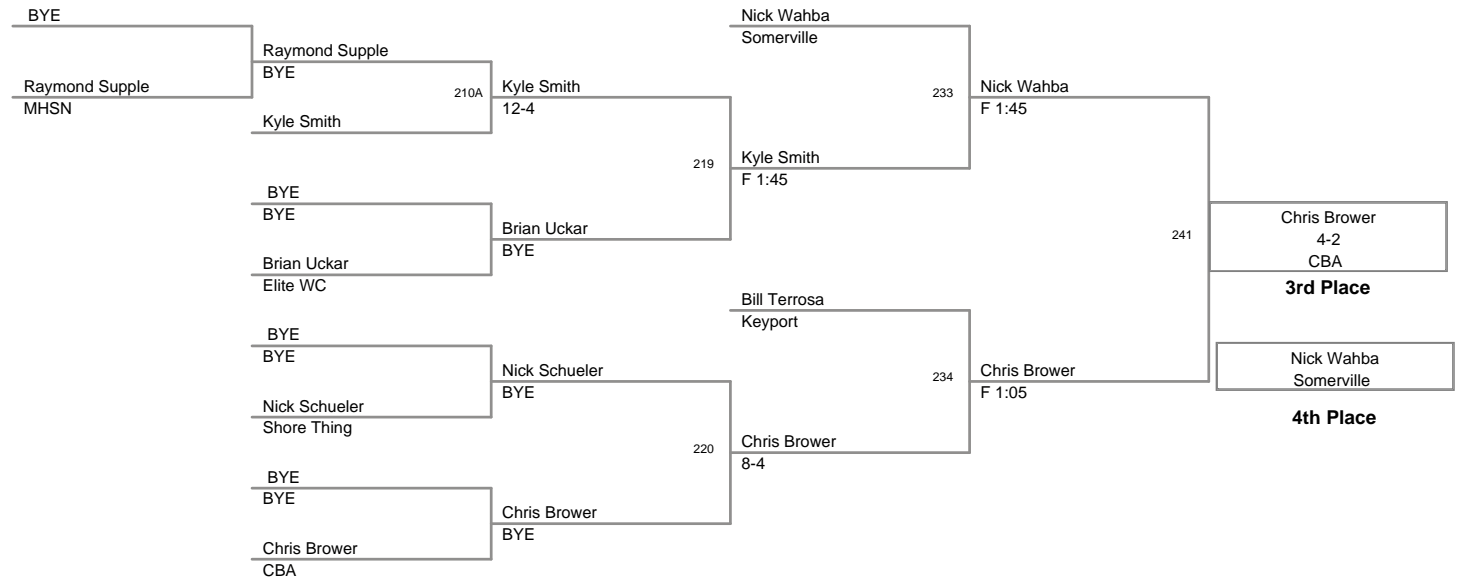 BYE
Raymond Supple
MHSN
Raymond Supple
BYE
Kyle Smith
210A
BYE
BYE
Brian Uckar
Elite WC
BYE
BYE
Nick Schueler
Shore Thing
BYE
BYE
Chris Brower
CBA
Kyle Smith
12-4
219
Brian Uckar
BYE
Nick Schueler
BYE
220
Chris Brower
BYE
Nick Wahba
Somerville
233
Kyle Smith
F 1:45
Bill Terrosa
Keyport
234
Chris Brower
8-4
Nick Wahba
F 1:45
241
Chris Brower
F 1:05
Chris Brower
4-2
CBA
3rd Place
Nick Wahba
Somerville
4th Place